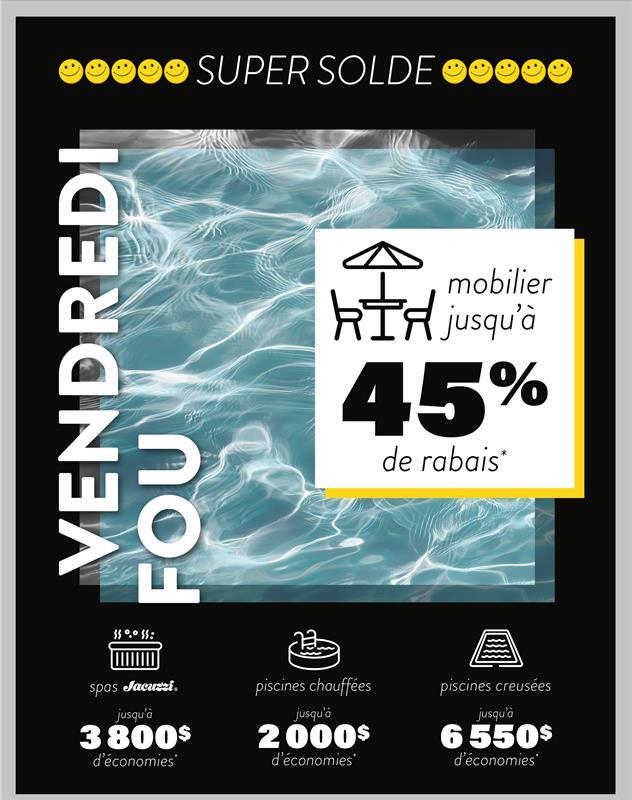 SUPER SOLDE
VENDREDI
FOU
mobilier
jusqu'à
45%
de rabais*
spas Jacuzzi®
jusqu'à
3 800$
d'économies*
piscines chauffées
jusqu'à
2 000$
d'économies*
piscines creusées
jusqu'à
6 550$
d'économies*